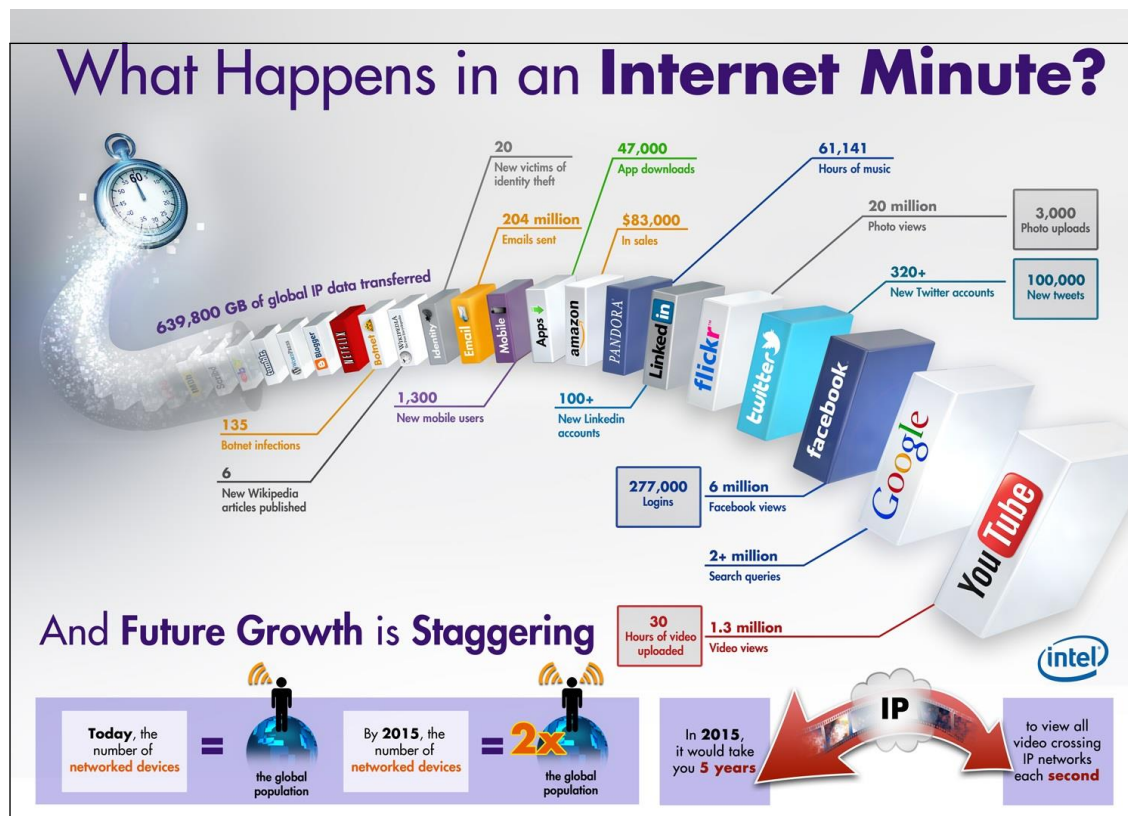 What Happens in an Internet Minute?
60
20
New victims of
identity theft
47,000
App downloads
61,141
Hours of music
204 million
Emails sent
$83,000
In sales
20 million
Photo views
3,000
Photo uploads
320+
New Twitter accounts
100,000
New tweets
639,800 GB of global IP data transferred
tumblr
Blogger
NETFLIX
Botnet
WIKIPEDIA
Identity
Email
Mobile
Apps
amazon
PANDORA
Linked in
flickr
twitter
facebook
Google
YouTube
135
Botnet infections
6
New Wikipedia
articles published
1,300
New mobile users
100+
New Linkedin
accounts
277,000
Logins
6 million
Facebook views
2+ million
Search queries
30
Hours of video
uploaded
1.3 million
Video views
And Future Growth is Staggering
intel
Today, the
number of
networked devices
=
the global
population
By 2015, the
number of
networked devices
=
2x
the global
population
In 2015,
it would take
you 5 years
IP
to view all
video crossing
IP networks
each second